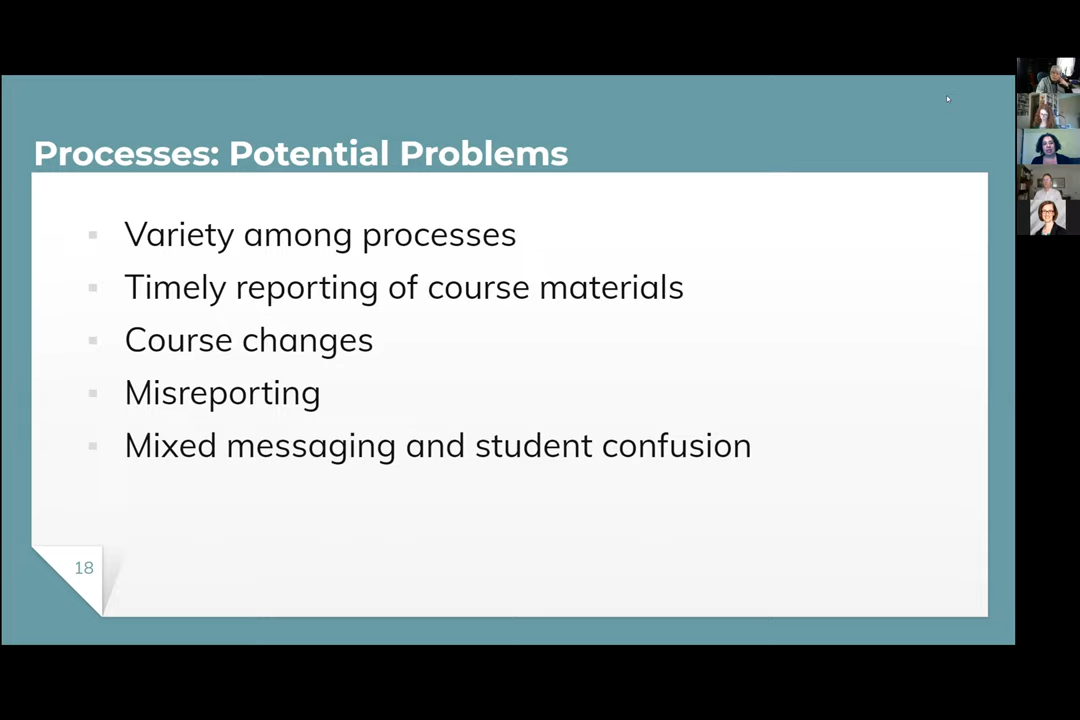 Processes: Potential Problems
Variety among processes
Timely reporting of course materials
Course changes
Misreporting
Mixed messaging and student confusion
18